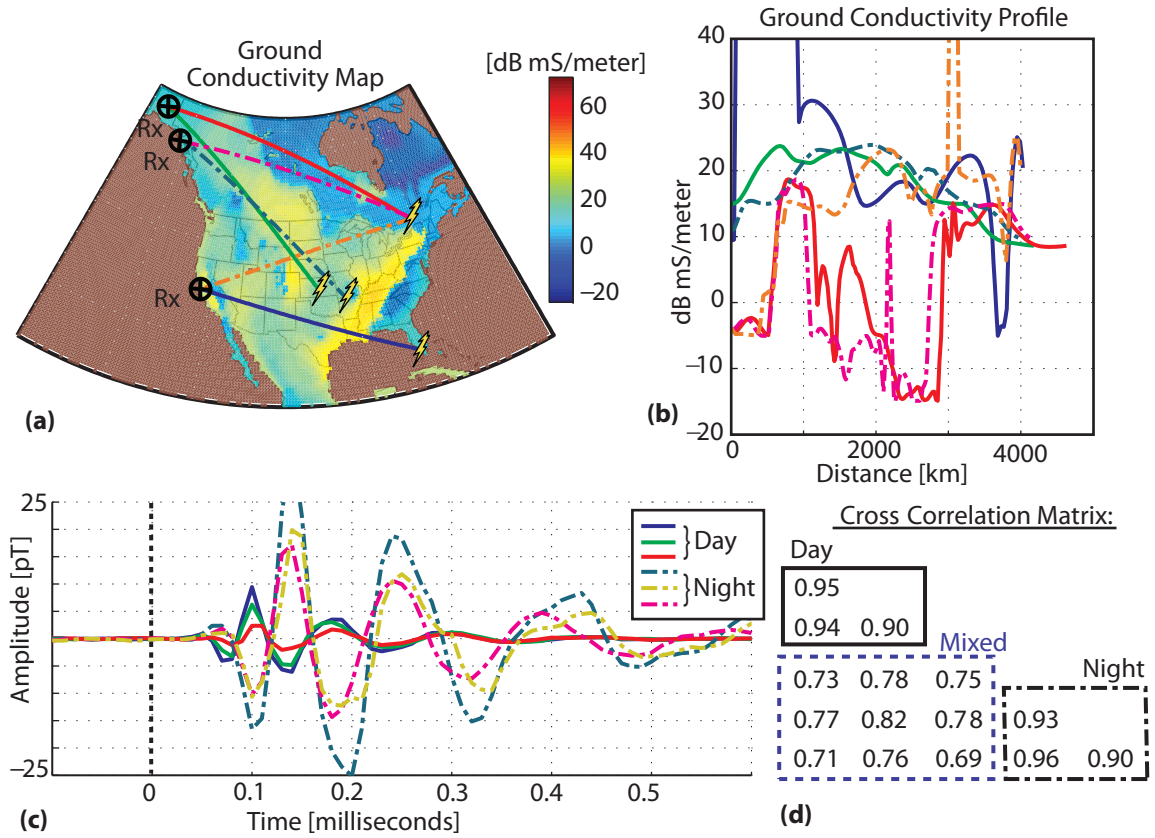 Ground
Conductivity Map
[dB mS/meter]
60
40
20
0
−20
Rx
Rx
Rx
(a)
Ground Conductivity Profile
40
30
20
10
0
−10
−20
dB mS/meter
0
2000
4000
Distance [km]
(b)
25
−25
Amplitude [pT]
Day
Night
0
0.1
0.2
0.3
0.4
0.5
Time [milliseconds]
(c)
Cross Correlation Matrix:
Day
0.95
0.94 0.90
Mixed
Night
0.73 0.78 0.75
0.77 0.82 0.78 0.93
0.71 0.76 0.69 0.96 0.90
(d)